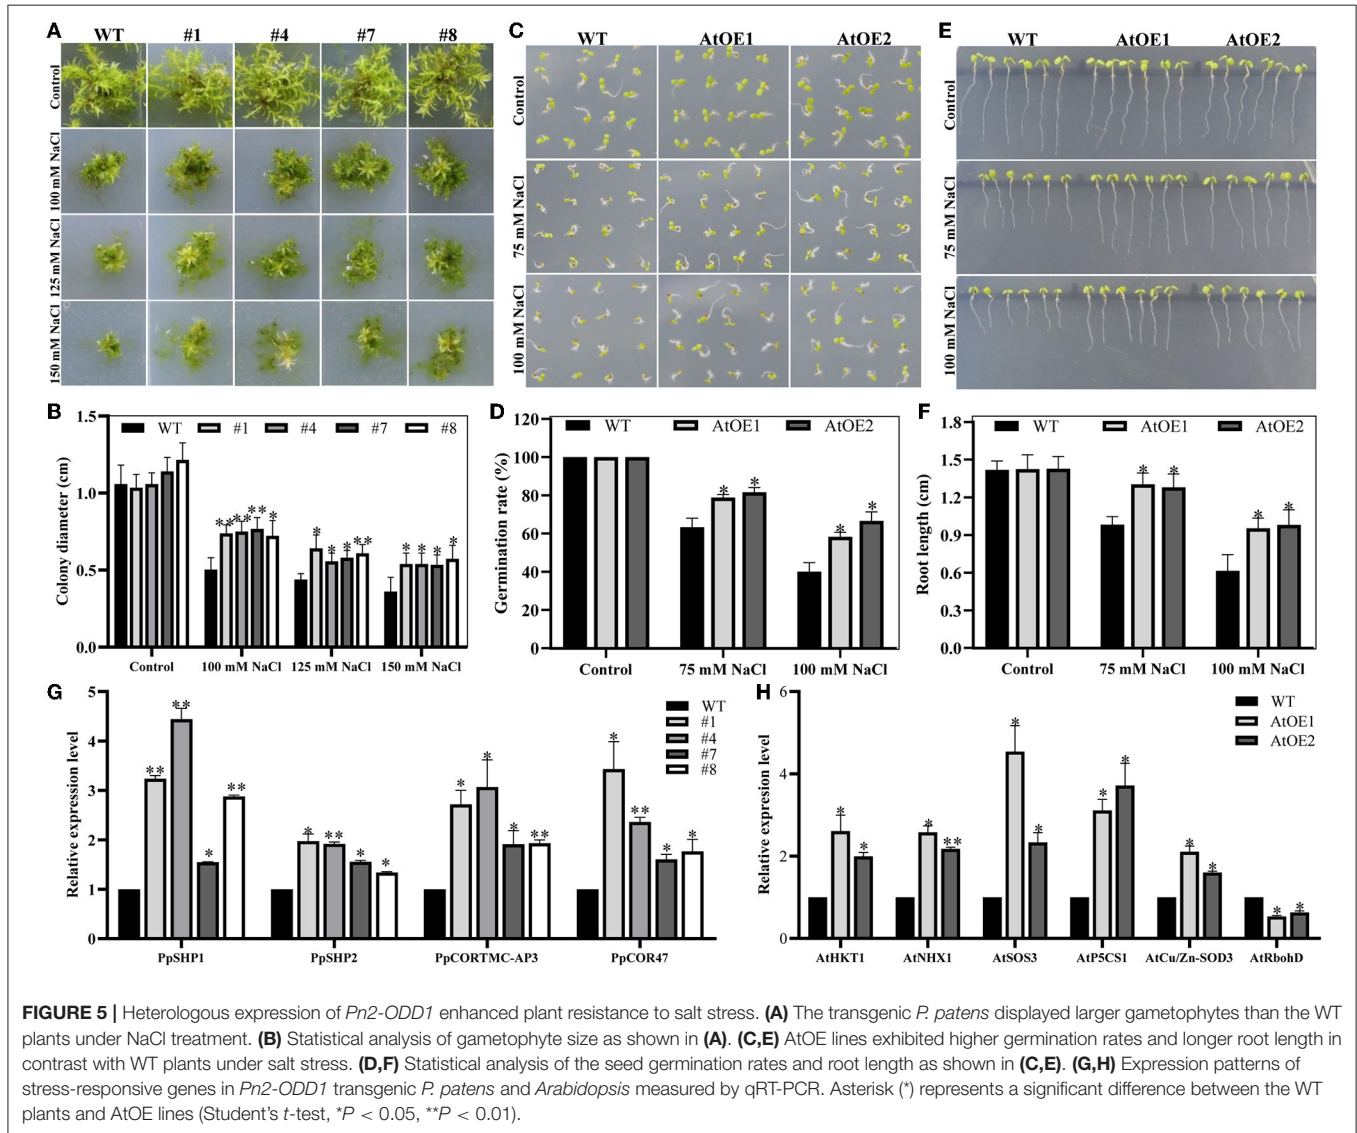 A WT #1 #4 #7 #8
Control
100 mM NaCl
125 mM NaCl
150 mM NaCl
C WT AtOE1 AtOE2
Control
75 mM NaCl
100 mM NaCl
E WT AtOE1 AtOE2
Control
75 mM NaCl
100 mM NaCl
B
Colony diameter (cm)
1.5
1.0
0.5
0.0
WT #1 #4 #7 #8
** ** ** *
* * * **
* * * *
Control 100 mM NaCl 125 mM NaCl 150 mM NaCl
D
Germination rate (%)
120
100
80
60
40
20
0
WT AtOE1 AtOE2
* *
* *
Control 75 mM NaCl 100 mM NaCl
F
Root length (cm)
1.8
1.5
1.2
0.9
0.6
0.3
0.0
WT AtOE1 AtOE2
* *
* *
Control 75 mM NaCl 100 mM NaCl
G
Relative expression level
5
4
3
2
1
0
WT
#1
#4
#7
#8
** ** * **
* ** * *
* * * **
* ** * *
PpSHP1 PpSHP2 PpCORTMC-AP3 PpCOR47
H
Relative expression level
6
4
2
0
WT
AtOE1
AtOE2
* *
* **
* *
* *
* *
* *
AtHKT1 AtNHX1 AtSOS3 AtP5CS1 AtCu/Zn-SOD3 AtRbohD
FIGURE 5 | Heterologous expression of Pn2-ODD1 enhanced plant resistance to salt stress. (A) The transgenic P. patens displayed larger gametophytes than the WT
plants under NaCl treatment. (B) Statistical analysis of gametophyte size as shown in (A). (C,E) AtOE lines exhibited higher germination rates and longer root length in
contrast with WT plants under salt stress. (D,F) Statistical analysis of the seed germination rates and root length as shown in (C,E). (G,H) Expression patterns of
stress-responsive genes in Pn2-ODD1 transgenic P. patens and Arabidopsis measured by qRT-PCR. Asterisk (*) represents a significant difference between the WT
plants and AtOE lines (Student's t-test, *P < 0.05, **P < 0.01).